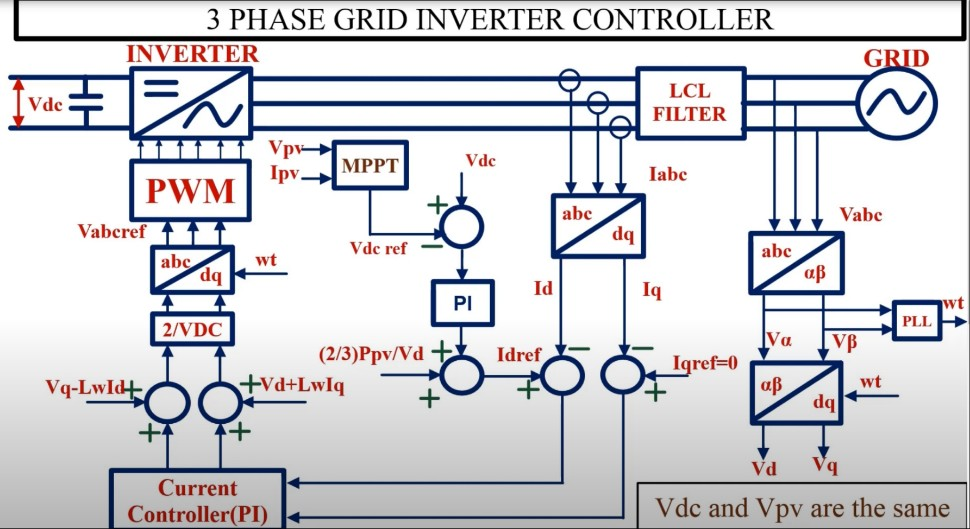 3 PHASE GRID INVERTER CONTROLLER
INVERTER
GRID
Vdc
LCL
FILTER
Vpv
Ipv
MPPT
Vdc
PWM
Iabc
abc
dq
Vabc
Vabcref
Vdc ref
+
−
abc
dq
wt
abc
αβ
PI
Id
Iq
2/VDC
PLL
wt
Vα
Vβ
(2/3)Ppv/Vd
+
+
Idref
−
+
−
+
Iqref=0
Vq-LwId
+
+
+
Vd+LwIq
+
αβ
dq
wt
Vd
Vq
Current
Controller(PI)
Vdc and Vpv are the same